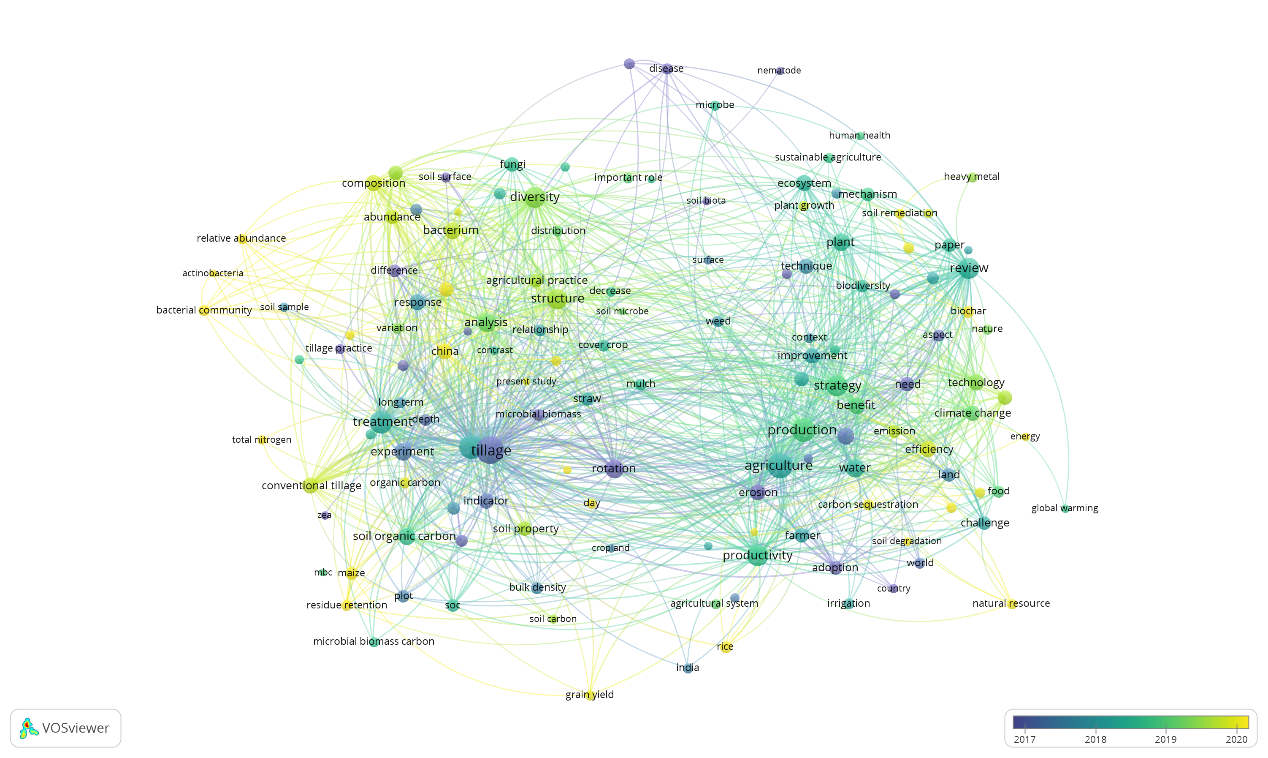 disease
nematode
microbe
human health
sustainable agriculture
fungi
soil surface
important role
heavy metal
composition
ecosystem
mechanism
diversity
soil biota
plant growth
soil remediation
abundance
bacterium
distribution
relative abundance
plant
paper
surface
technique
review
actinobacteria
difference
agricultural practice
biodiversity
decrease
structure
response
soil sample
bacterial community
soil microbe
biochar
analysis
weed
variation
relationship
nature
aspect
context
tillage practice
china
contrast
cover crop
improvement
present study
mulch
strategy
need
technology
straw
long term
benefit
microbial biomass
climate change
treatment
depth
production
emission
total nitrogen
energy
experiment
tillage
efficiency
rotation
agriculture
water
land
organic carbon
conventional tillage
erosion
food
indicator
day
carbon sequestration
global warming
zea
soil property
challenge
soil organic carbon
farmer
soil degradation
cropland
productivity
world
adoption
mbc
maize
bulk density
country
plot
residue retention
soc
agricultural system
irrigation
natural resource
soil carbon
microbial biomass carbon
rice
india
grain yield
VOSviewer
2017 2018 2019 2020